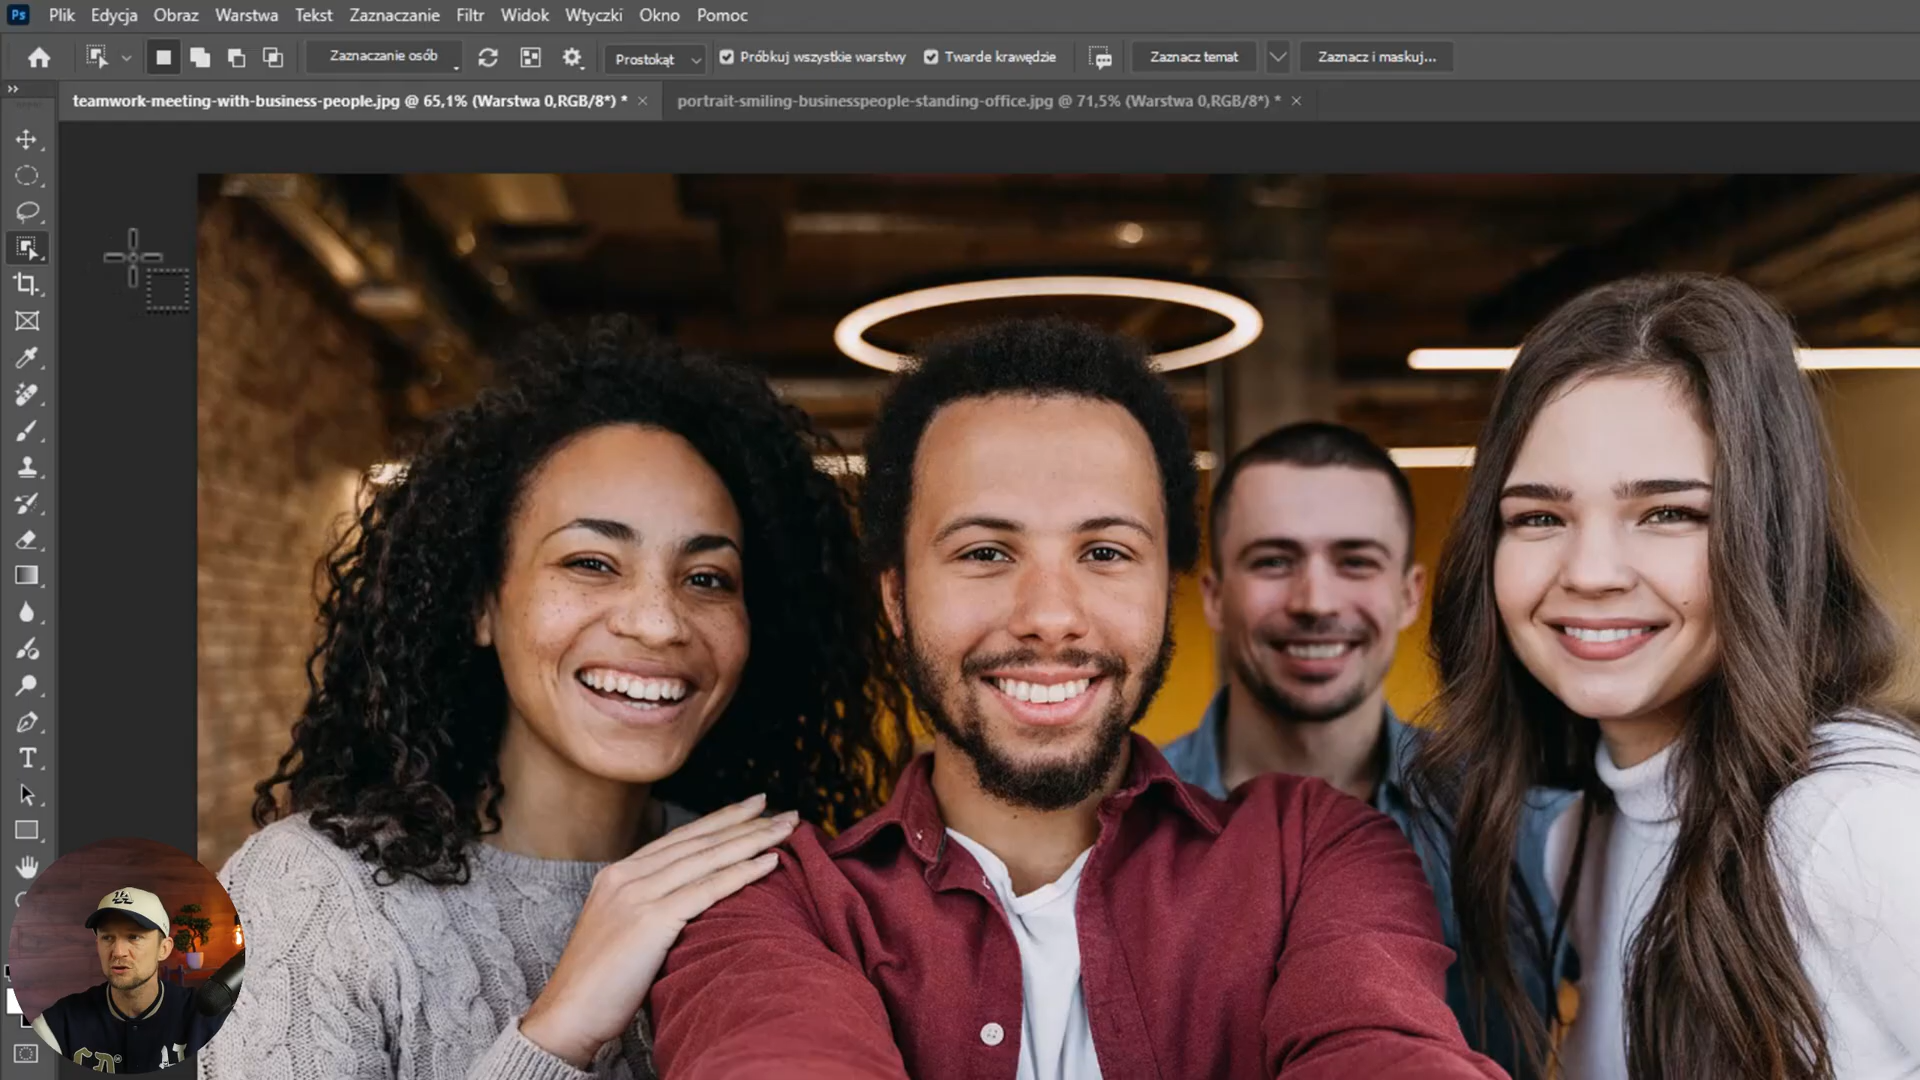 Ps Plik Edycja Obraz Warstwa Tekst Zaznaczanie Filtr Widok Wtyczki Okno Pomoc
Zaznaczanie osób Prostokąt Próbkuj wszystkie warstwy Twarde krawędzie Zaznacz temat Zaznacz i maskuj...
teamwork-meeting-with-business-people.jpg @ 65,1% (Warstwa 0,RGB/8*) * × portrait-smiling-businesspeople-standing-office.jpg @ 71,5% (Warstwa 0,RGB/8*) * ×
T